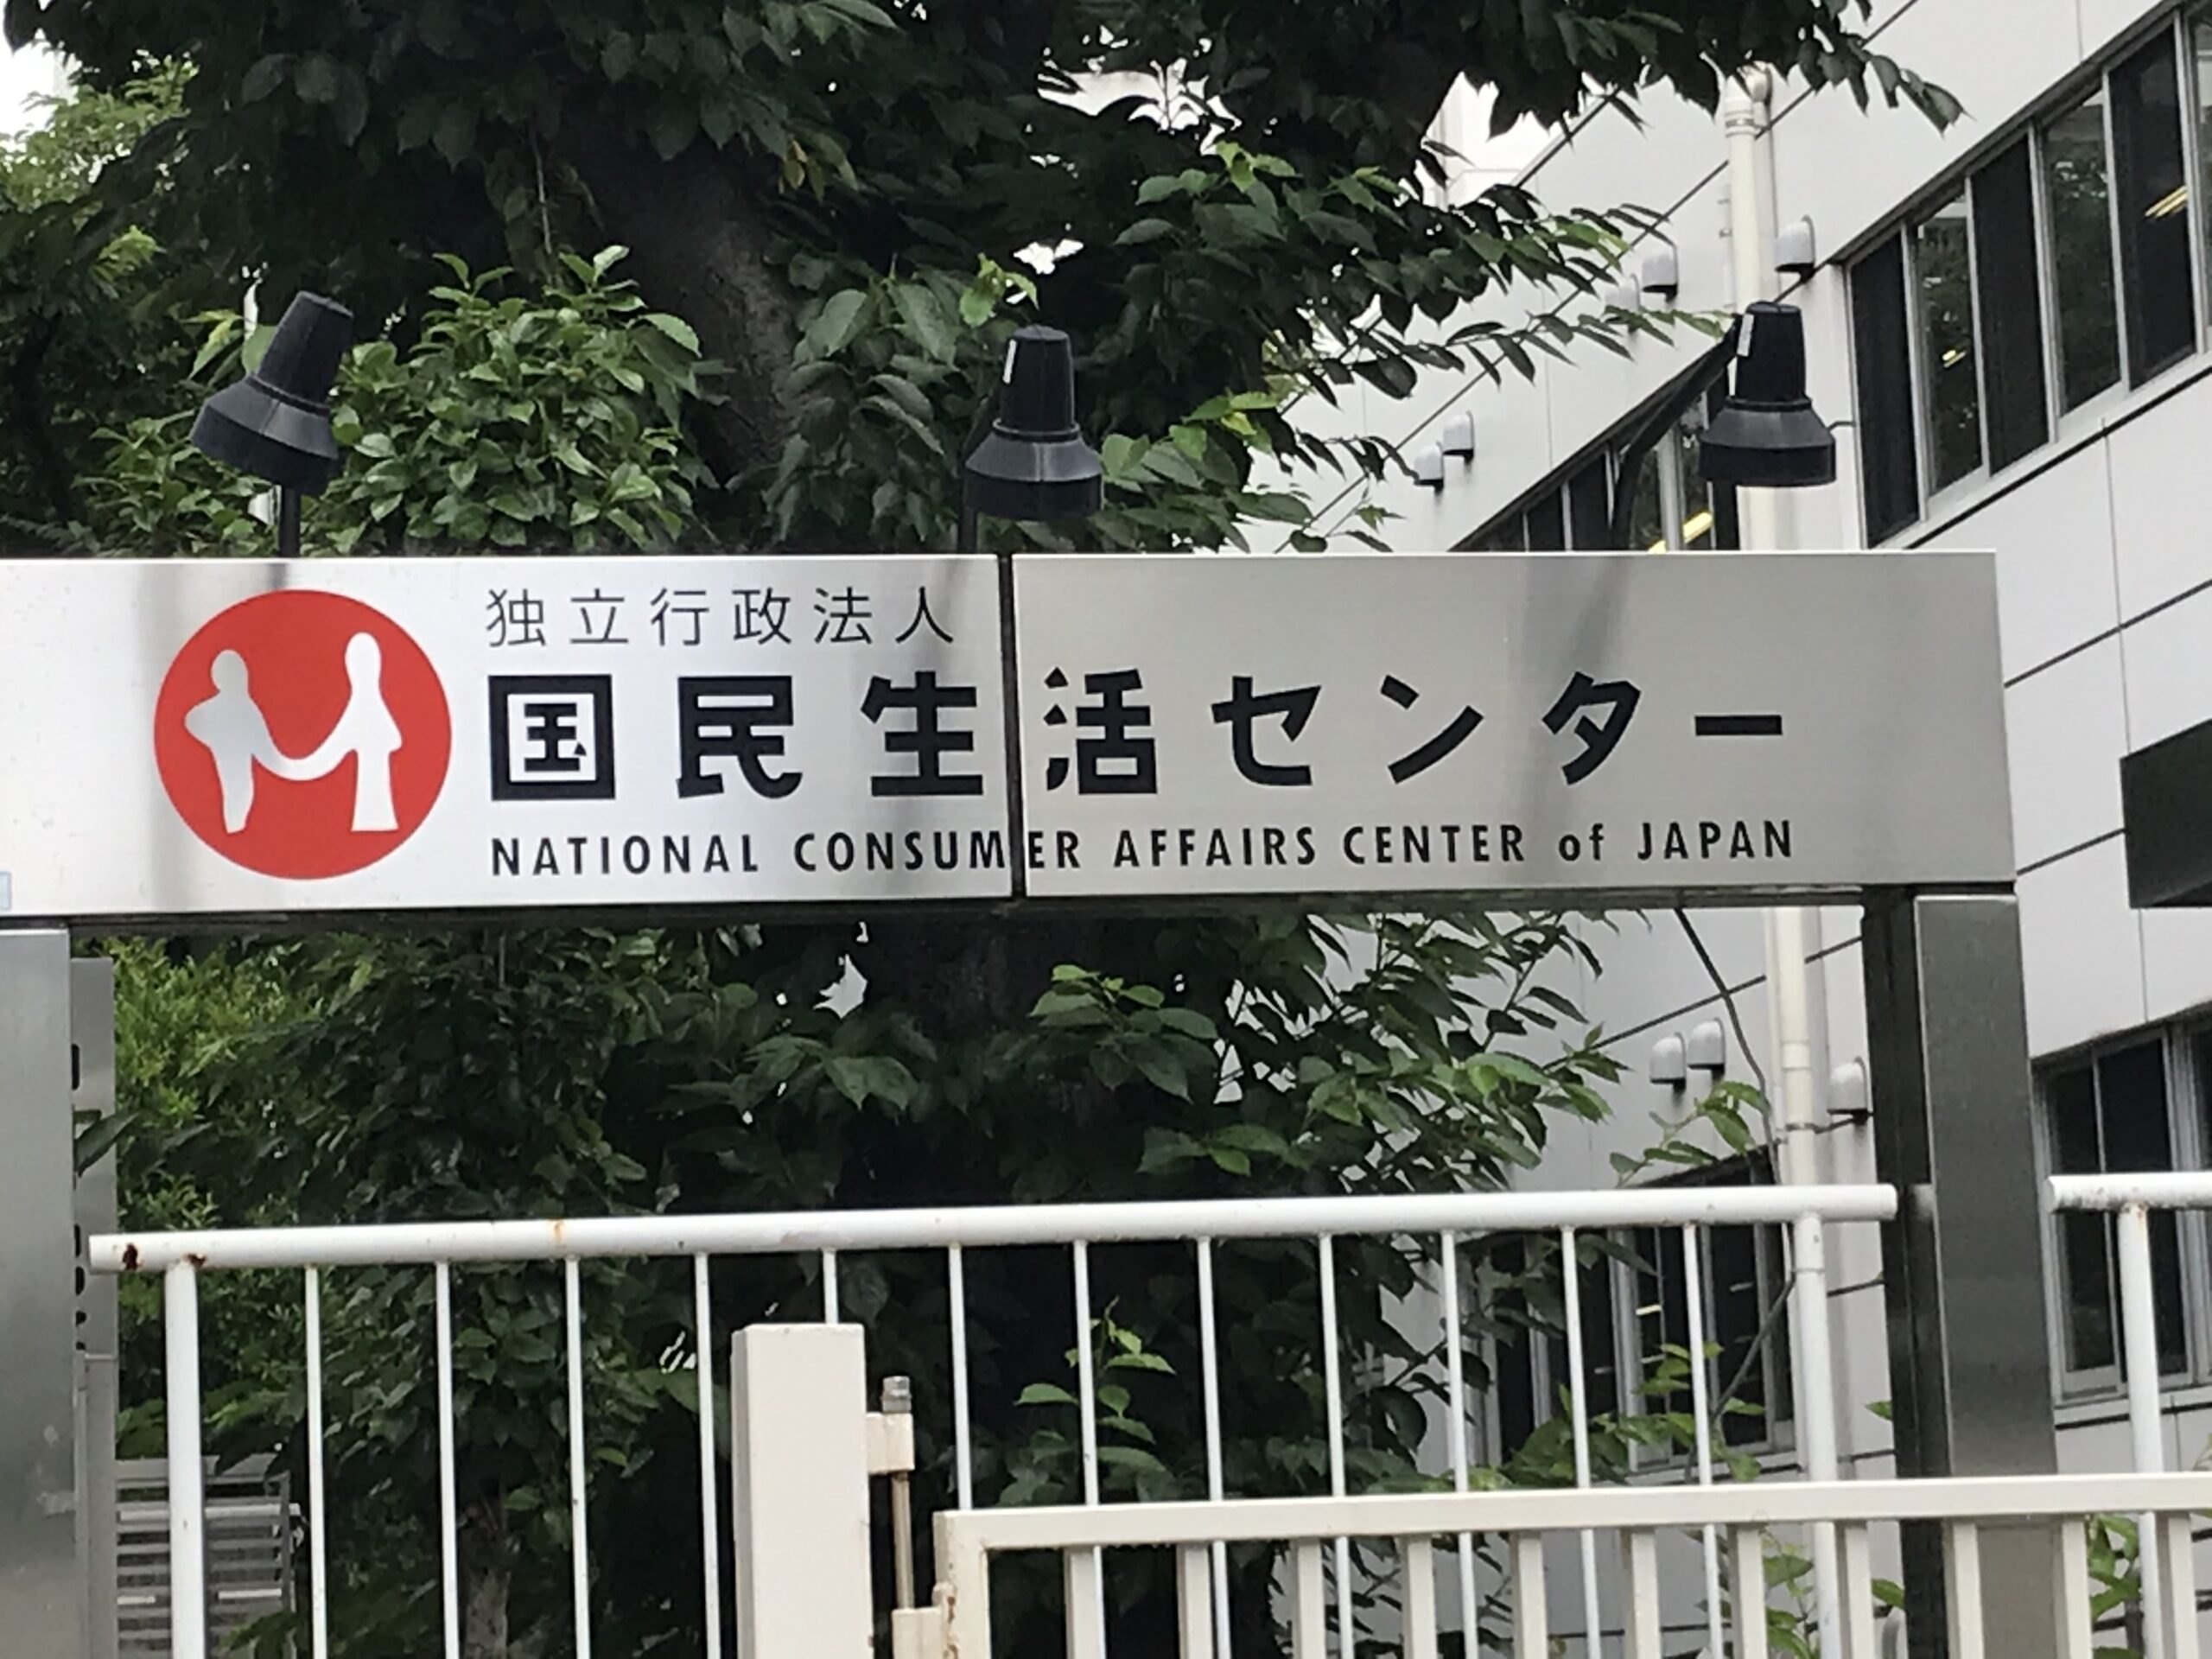 独立行政法人
国民生活センター
NATIONAL CONSUMER AFFAIRS CENTER of JAPAN